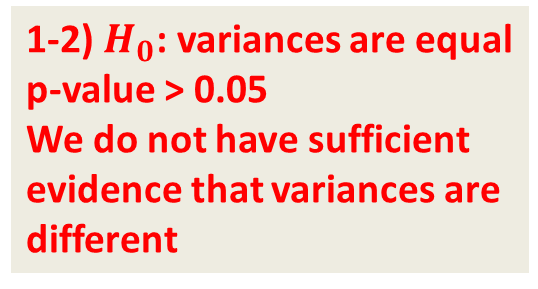 1-2) H₀: variances are equal
p-value > 0.05
We do not have sufficient
evidence that variances are
different